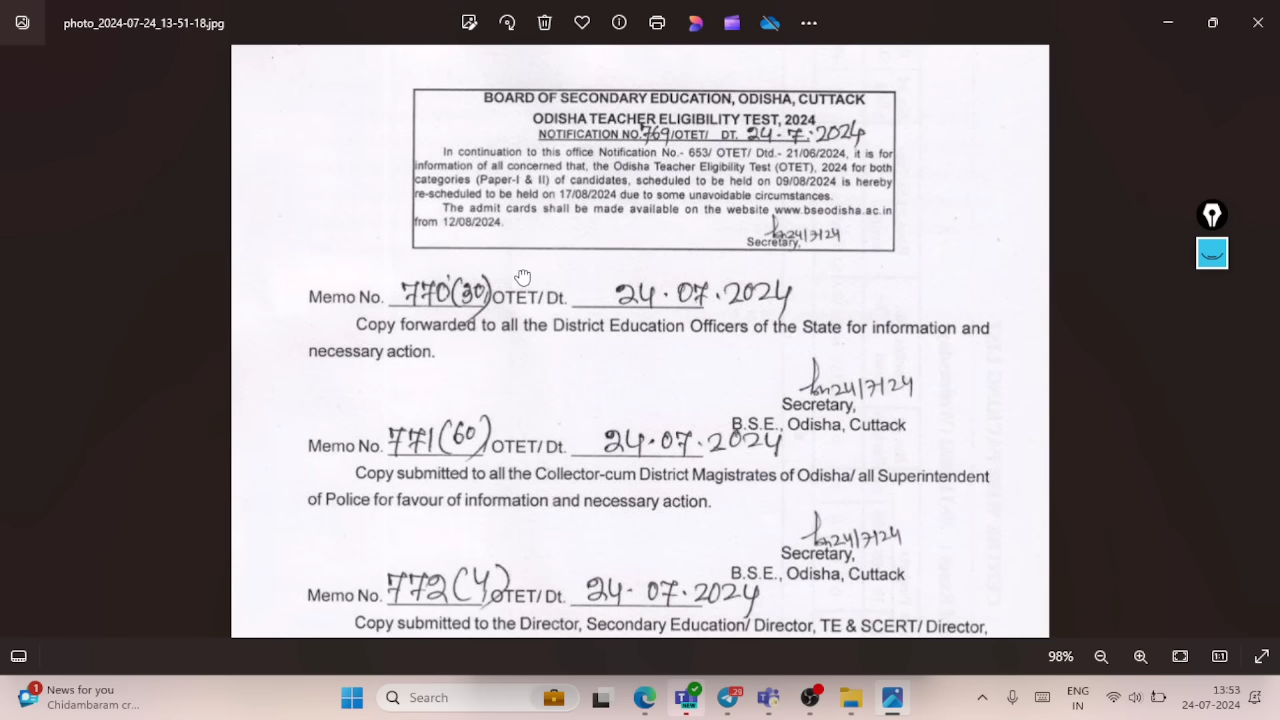 photo_2024-07-24_13-51-18.jpg
BOARD OF SECONDARY EDUCATION, ODISHA, CUTTACK
ODISHA TEACHER ELIGIBILITY TEST, 2024
NOTIFICATION NO.769/OTET/ DT. 24-7.2024
In continuation to this office Notification No.- 653/ OTET/ Dtd.- 21/06/2024, it is for
information of all concerned that, the Odisha Teacher Eligibility Test (OTET), 2024 for both
categories (Paper-I & II) of candidates, scheduled to be held on 09/08/2024 is hereby
re-scheduled to be held on 17/08/2024 due to some unavoidable circumstances.
The admit cards shall be made available on the website www.bseodisha.ac.in
from 12/08/2024.
24/7/24
Secretary,
Memo No. 770(30)OTET/ Dt. 24.07.2024
Copy forwarded to all the District Education Officers of the State for information and
necessary action.
24/7/24
Secretary,
B.S.E., Odisha, Cuttack
Memo No. 771(60)OTET/ Dt. 24.07.2024
Copy submitted to all the Collector-cum District Magistrates of Odisha/ all Superintendent
of Police for favour of information and necessary action.
24/7/24
Secretary,
B.S.E., Odisha, Cuttack
Memo No. 772(4)OTET/ Dt. 24.07.2024
Copy submitted to the Director, Secondary Education/ Director, TE & SCERT/ Director,
98%
1:1
1
News for you
Chidambaram cr...
Search
NEW
29
ENG
IN
13:53
24-07-2024